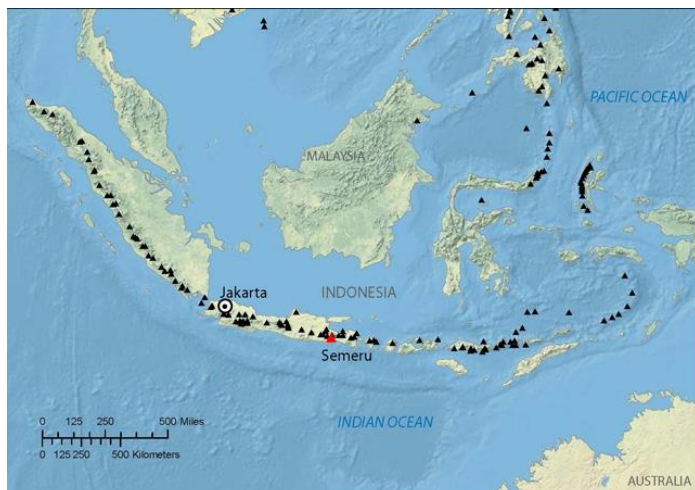 PACIFIC OCEAN
MALAYSIA
Jakarta
INDONESIA
Semeru
INDIAN OCEAN
0 125 250 500 Miles
0 125 250 500 Kilometers
AUSTRALIA